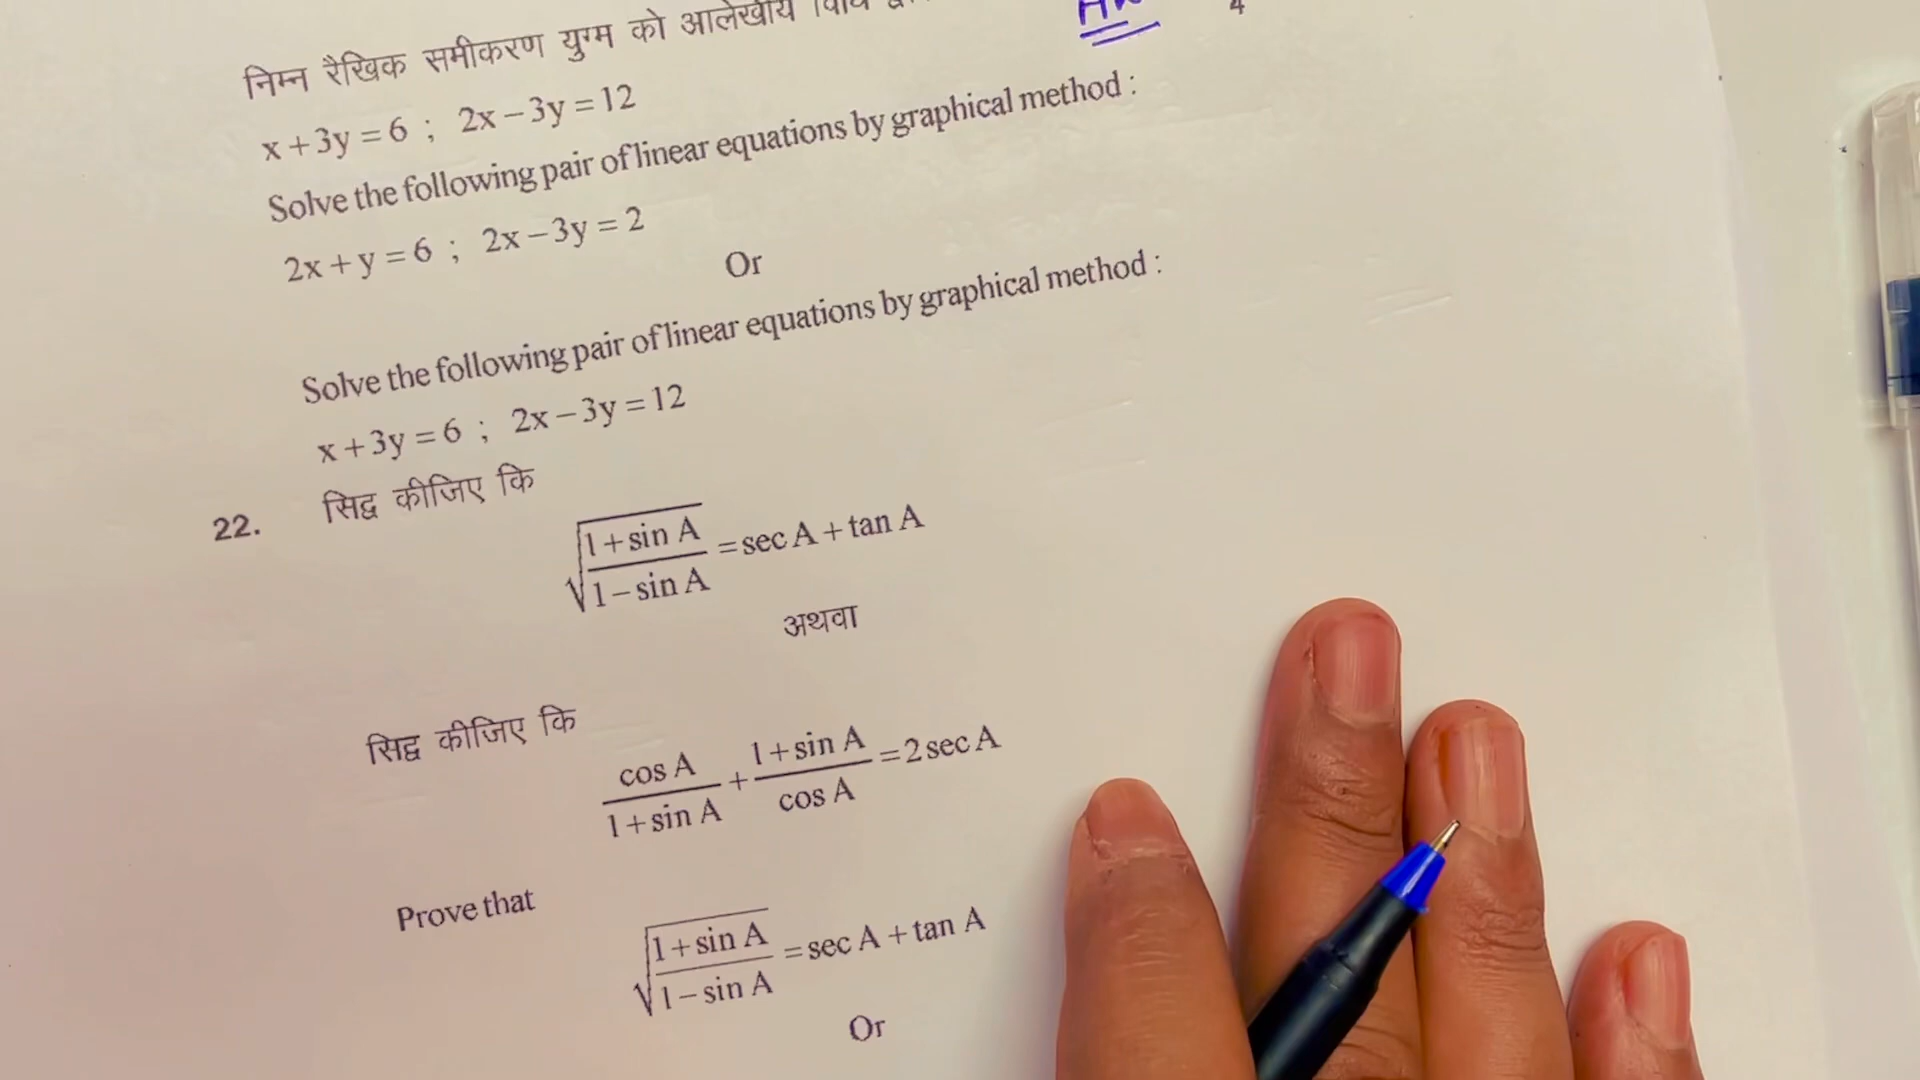 निम्न रैखिक समीकरण युग्म को आलेखीय विधि
HW
4
x + 3y = 6 ; 2x – 3y = 12
Solve the following pair of linear equations by graphical method :
2x + y = 6 ; 2x – 3y = 2
Or
Solve the following pair of linear equations by graphical method :
x + 3y = 6 ; 2x – 3y = 12
22. सिद्ध कीजिए कि
√((1 + sin A)/(1 – sin A)) = sec A + tan A
अथवा
सिद्ध कीजिए कि
cos A/(1 + sin A) + (1 + sin A)/cos A = 2 sec A
Prove that
√((1 + sin A)/(1 – sin A)) = sec A + tan A
Or